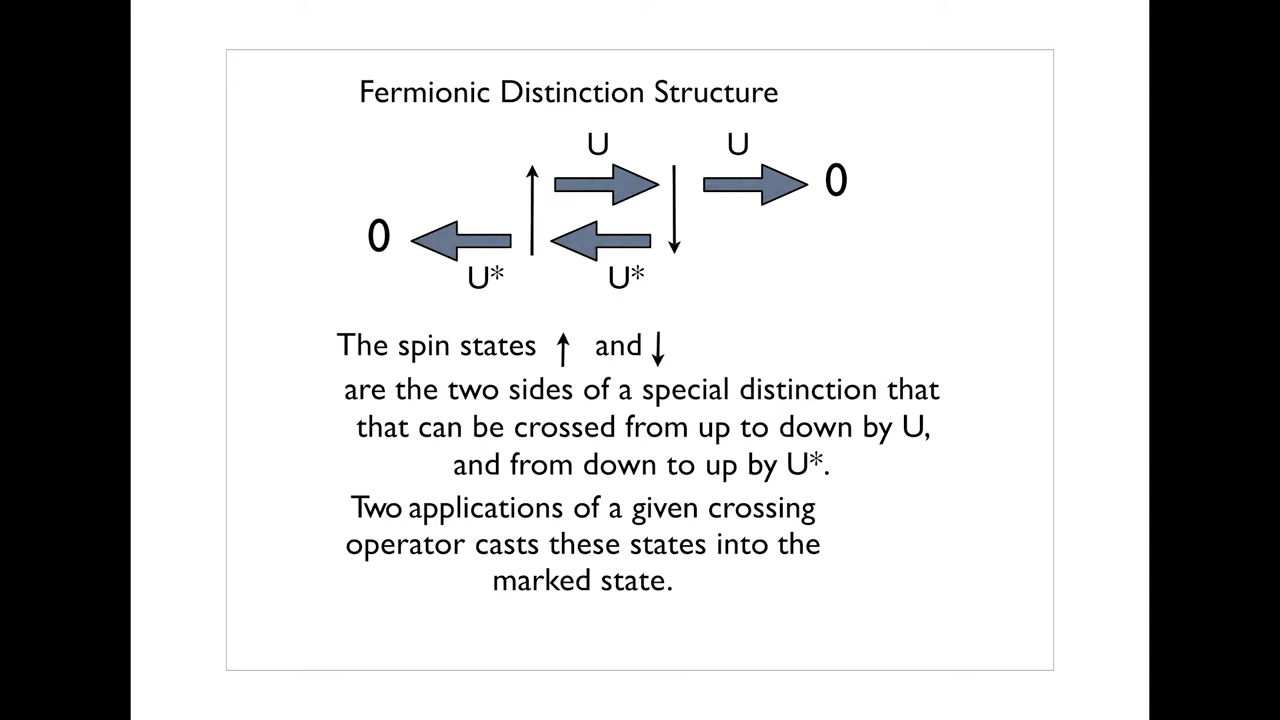 Fermionic Distinction Structure
U U
0
0
U* U*
The spin states ↑ and ↓
are the two sides of a special distinction that
that can be crossed from up to down by U,
and from down to up by U*.
Two applications of a given crossing
operator casts these states into the
marked state.